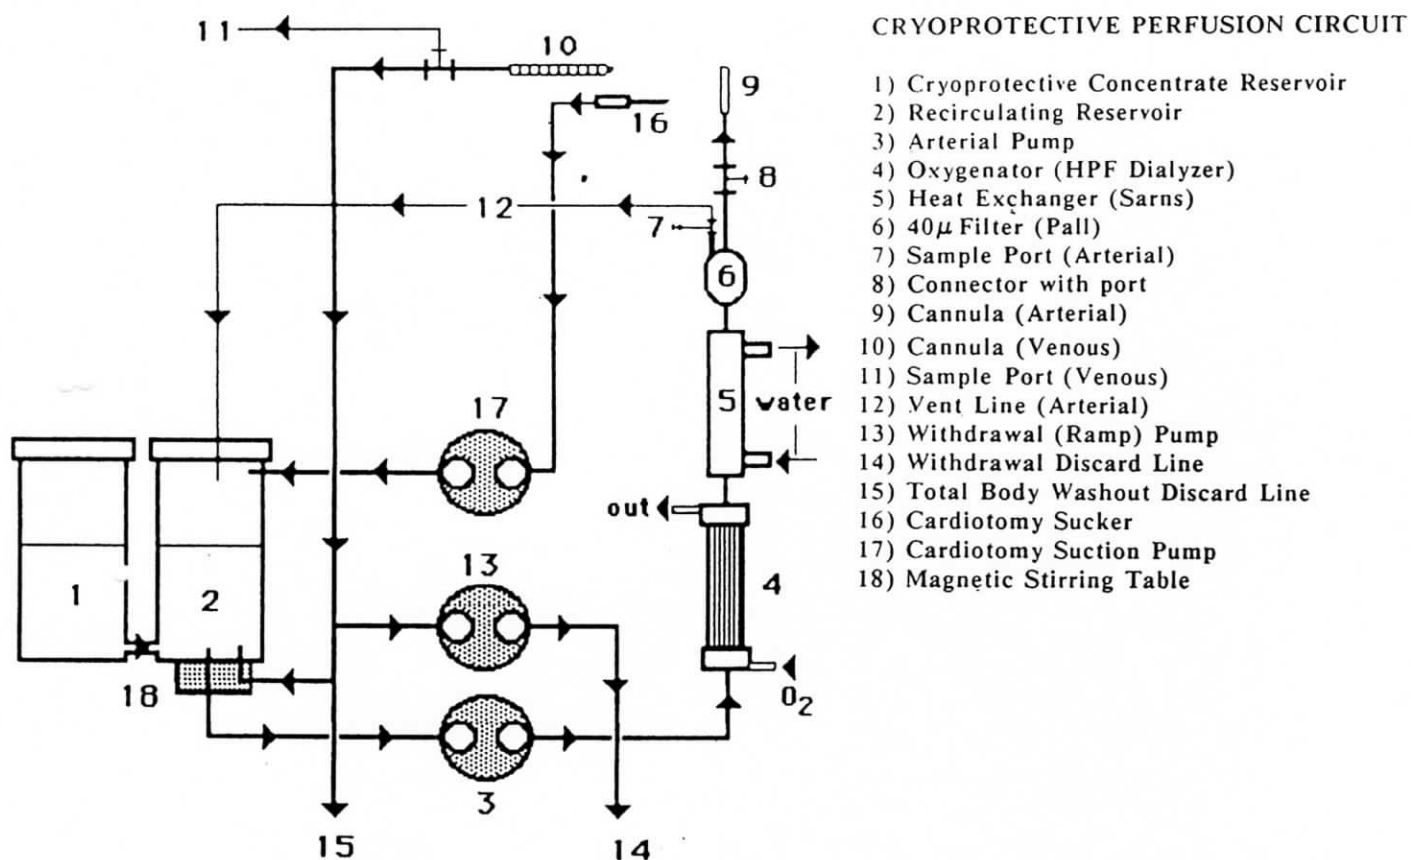 CRYOPROTECTIVE PERFUSION CIRCUIT
1) Cryoprotective Concentrate Reservoir
2) Recirculating Reservoir
3) Arterial Pump
4) Oxygenator (HPF Dialyzer)
5) Heat Exchanger (Sarns)
6) 40μ Filter (Pall)
7) Sample Port (Arterial)
8) Connector with port
9) Cannula (Arterial)
10) Cannula (Venous)
11) Sample Port (Venous)
12) Vent Line (Arterial)
13) Withdrawal (Ramp) Pump
14) Withdrawal Discard Line
15) Total Body Washout Discard Line
16) Cardiotomy Sucker
17) Cardiotomy Suction Pump
18) Magnetic Stirring Table
11
10
9
16
8
12
7
6
17
5
water
out
13
4
1
2
18
O2
3
15
14